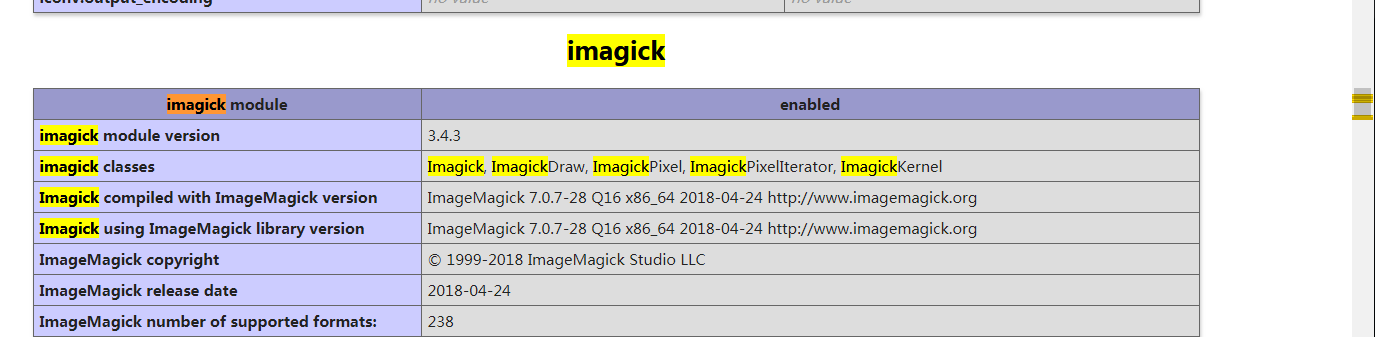 iconv.output_encoding no value no value
imagick
imagick module enabled
imagick module version 3.4.3
imagick classes Imagick, ImagickDraw, ImagickPixel, ImagickPixelIterator, ImagickKernel
Imagick compiled with ImageMagick version ImageMagick 7.0.7-28 Q16 x86_64 2018-04-24 http://www.imagemagick.org
Imagick using ImageMagick library version ImageMagick 7.0.7-28 Q16 x86_64 2018-04-24 http://www.imagemagick.org
ImageMagick copyright © 1999-2018 ImageMagick Studio LLC
ImageMagick release date 2018-04-24
ImageMagick number of supported formats: 238